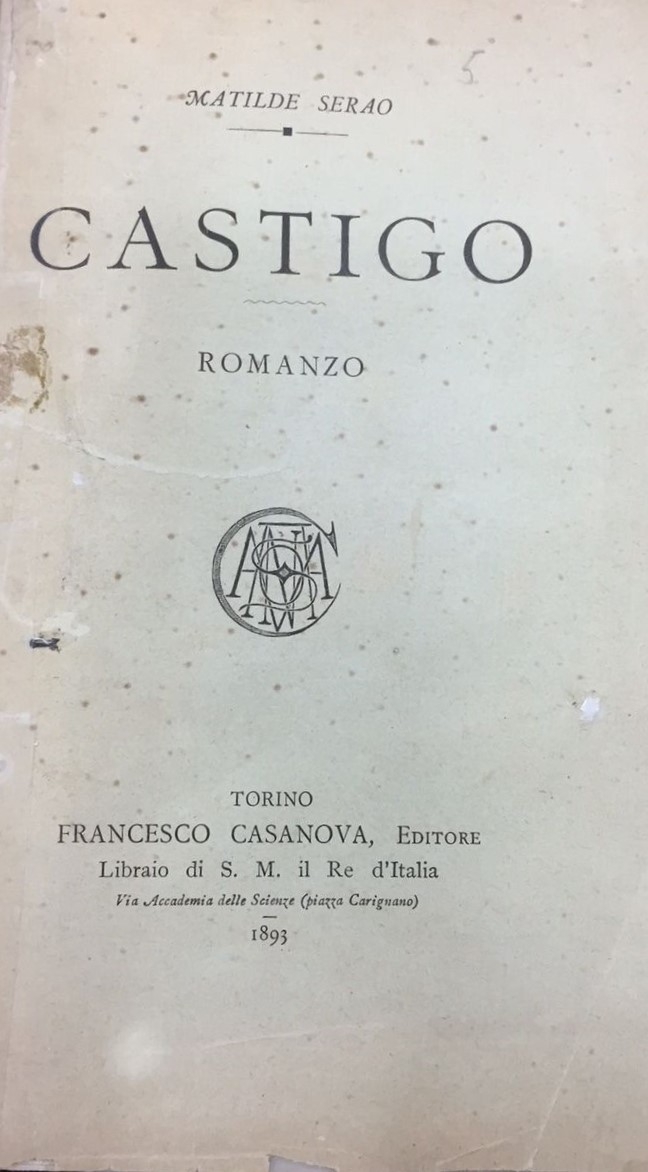 5
MATILDE SERAO
CASTIGO
ROMANZO
TORINO
FRANCESCO CASANOVA, EDITORE
Libraio di S. M. il Re d'Italia
Via Accademia delle Scienze (piazza Carignano)
1893